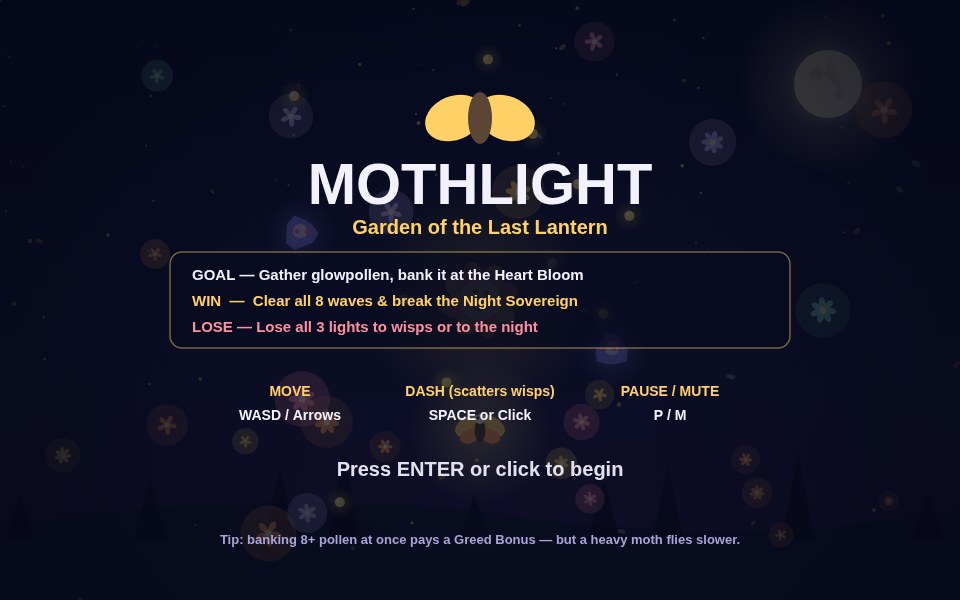 MOTHLIGHT
Garden of the Last Lantern
GOAL — Gather glowpollen, bank it at the Heart Bloom
WIN — Clear all 8 waves & break the Night Sovereign
LOSE — Lose all 3 lights to wisps or to the night
MOVE DASH (scatters wisps) PAUSE / MUTE
WASD / Arrows SPACE or Click P / M
Press ENTER or click to begin
Tip: banking 8+ pollen at once pays a Greed Bonus — but a heavy moth flies slower.